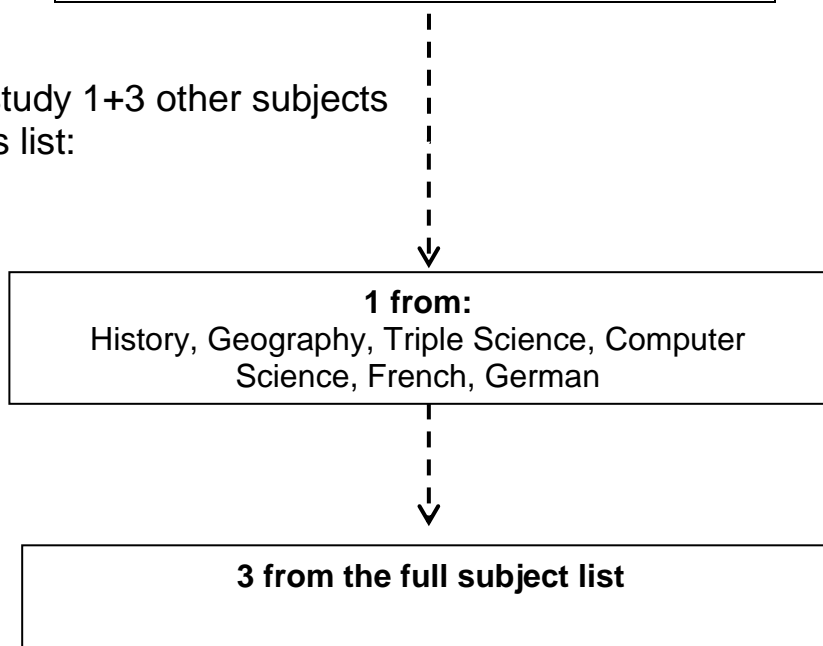 study 1+3 other subjects
list:
1 from:
History, Geography, Triple Science, Computer
Science, French, German
3 from the full subject list